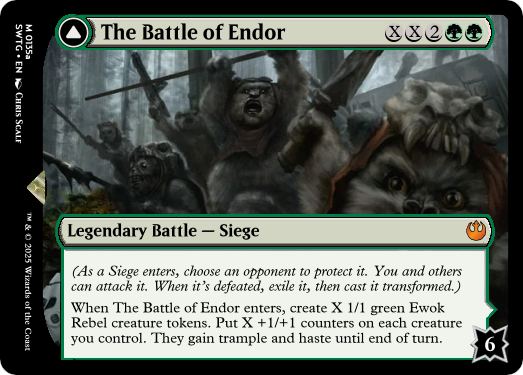 The Battle of Endor XX2
Legendary Battle — Siege
(As a Siege enters, choose an opponent to protect it. You and others
can attack it. When it's defeated, exile it, then cast it transformed.)
When The Battle of Endor enters, create X 1/1 green Ewok
Rebel creature tokens. Put X +1/+1 counters on each creature
you control. They gain trample and haste until end of turn.
6
M 0135a
SWTG • EN Chris Scalf
™ & © 2025 Wizards of the Coast